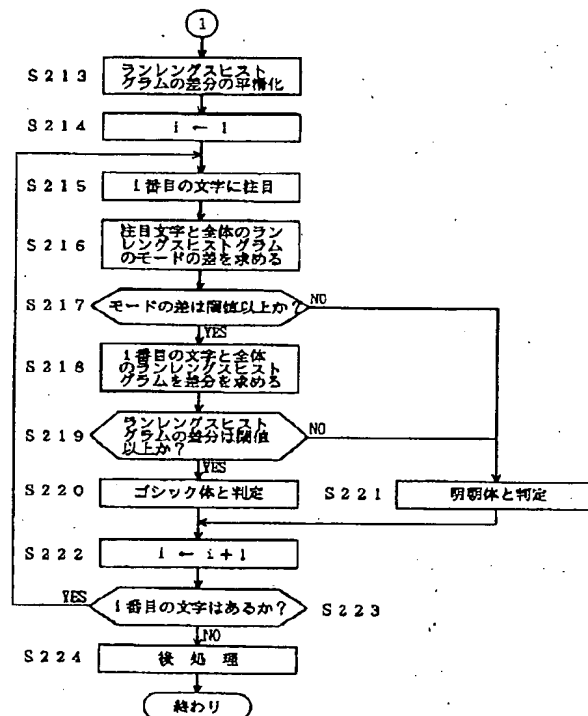 1
S213
ランレングスヒスト
グラムの差分の平滑化
S214
i ← 1
S215
i番目の文字に注目
S216
注目文字と全体のラン
レングスヒストグラム
のモードの差を求める
S217
モードの差は閾値以上か?
NO
YES
S218
i番目の文字と全体
のランレングスヒスト
グラムを差分を求める
S219
ランレングスヒスト
グラムの差分は閾値
以上か?
NO
YES
S220
ゴシック体と判定
S221
明朝体と判定
S222
i ← i+1
YES
i番目の文字はあるか?
S223
NO
S224
後処理
終わり